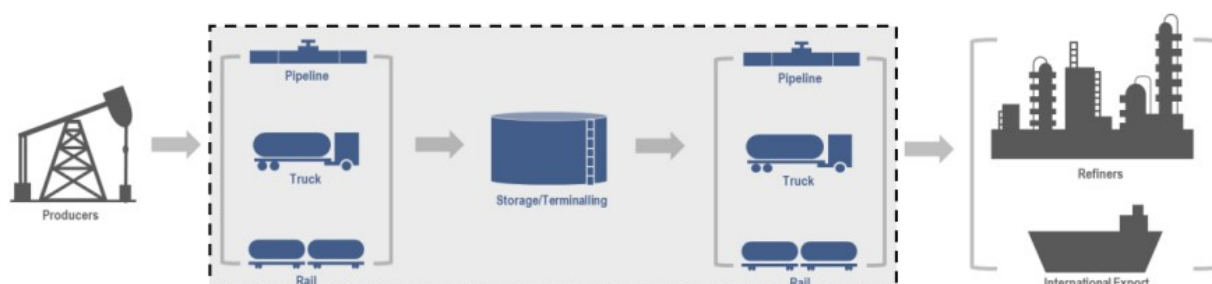 Producers
Pipeline
Truck
Rail
Storage/Terminalling
Pipeline
Truck
Rail
Refiners
International Export